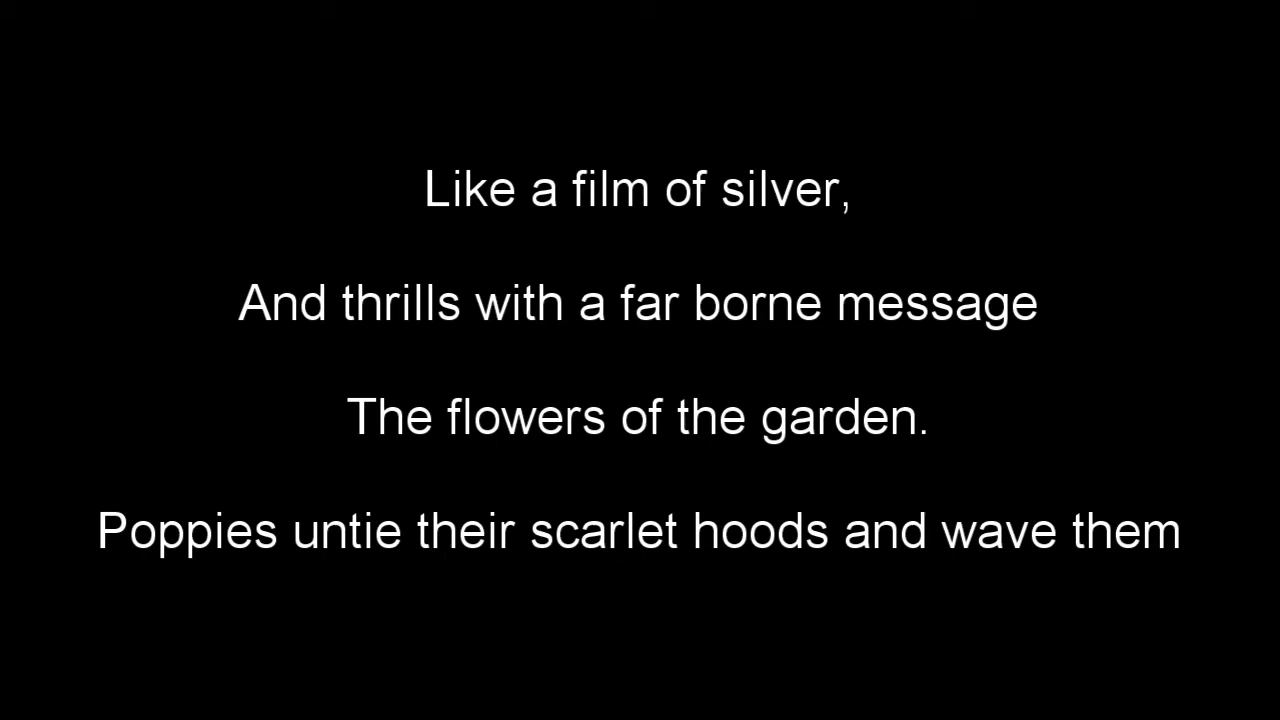 Like a film of silver,
And thrills with a far borne message
The flowers of the garden.
Poppies untie their scarlet hoods and wave them